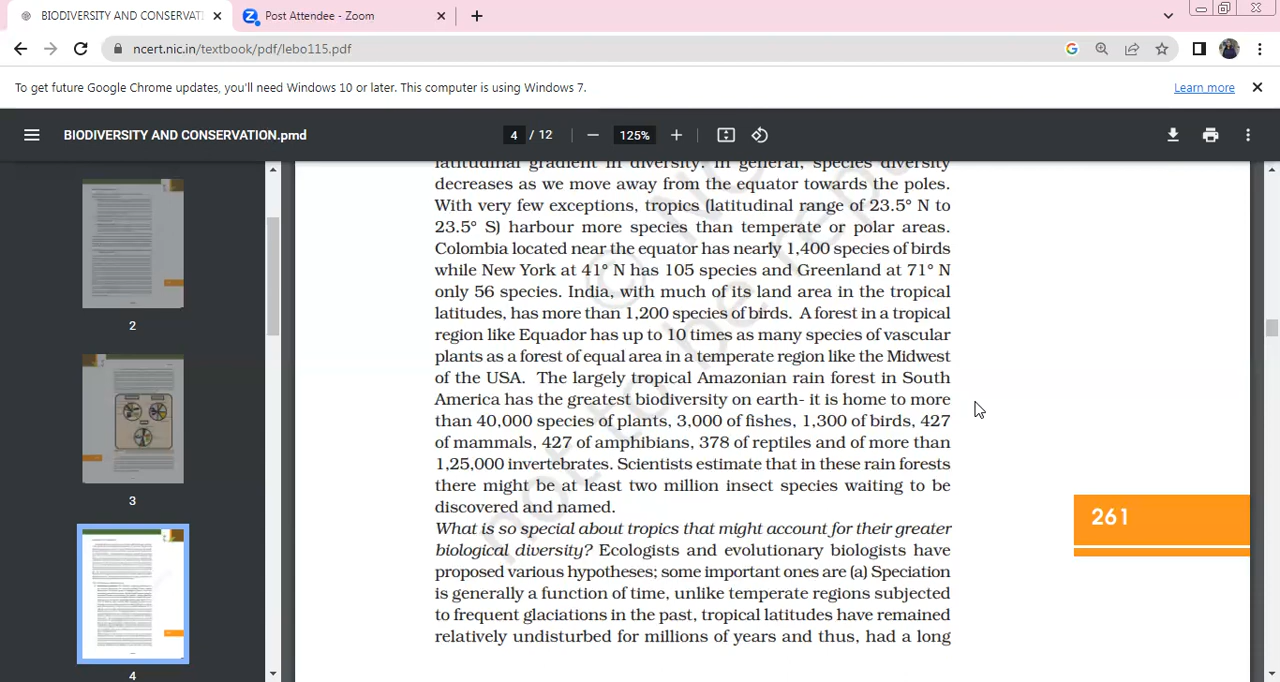 BIODIVERSITY AND CONSERVATI
Post Attendee - Zoom
ncert.nic.in/textbook/pdf/lebo115.pdf
To get future Google Chrome updates, you'll need Windows 10 or later. This computer is using Windows 7.
Learn more
BIODIVERSITY AND CONSERVATION.pmd
4 / 12
125%
2
3
4
latitudinal gradient in diversity. In general, species diversity
decreases as we move away from the equator towards the poles.
With very few exceptions, tropics (latitudinal range of 23.5° N to
23.5° S) harbour more species than temperate or polar areas.
Colombia located near the equator has nearly 1,400 species of birds
while New York at 41° N has 105 species and Greenland at 71° N
only 56 species. India, with much of its land area in the tropical
latitudes, has more than 1,200 species of birds. A forest in a tropical
region like Equador has up to 10 times as many species of vascular
plants as a forest of equal area in a temperate region like the Midwest
of the USA. The largely tropical Amazonian rain forest in South
America has the greatest biodiversity on earth- it is home to more
than 40,000 species of plants, 3,000 of fishes, 1,300 of birds, 427
of mammals, 427 of amphibians, 378 of reptiles and of more than
1,25,000 invertebrates. Scientists estimate that in these rain forests
there might be at least two million insect species waiting to be
discovered and named.
What is so special about tropics that might account for their greater
biological diversity? Ecologists and evolutionary biologists have
proposed various hypotheses; some important ones are (a) Speciation
is generally a function of time, unlike temperate regions subjected
to frequent glaciations in the past, tropical latitudes have remained
relatively undisturbed for millions of years and thus, had a long
261